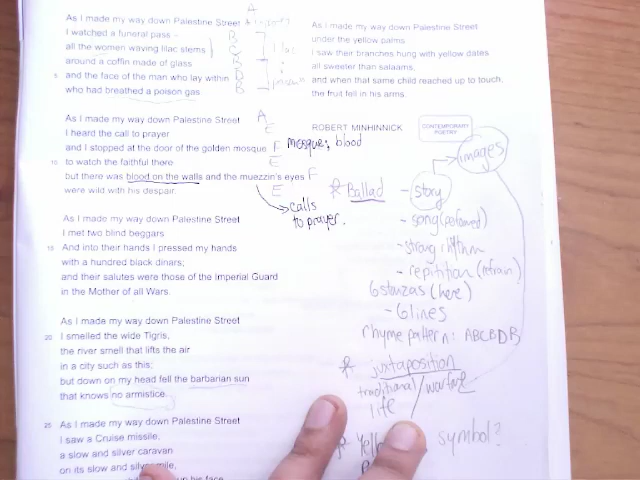 As I made my way down Palestine Street A
I watched a funeral pass – B
all the women waving lilac stems C lilac
around a coffin made of glass B
5 and the face of the man who lay within D
who had breathed a poison gas. B
As I made my way down Palestine Street A
I heard the call to prayer E
and I stopped at the door of the golden mosque F mosque; blood
10 to watch the faithful there E
but there was blood on the walls and the muezzin's eyes F
were wild with his despair. E
calls
to prayer.
As I made my way down Palestine Street
I met two blind beggars
15 And into their hands I pressed my hands
with a hundred black dinars;
and their salutes were those of the Imperial Guard
in the Mother of all Wars.
As I made my way down Palestine Street
20 I smelled the wide Tigris,
the river smell that lifts the air
in a city such as this;
but down on my head fell the barbarian sun
that knows no armistice.
25 As I made my way down Palestine Street
I saw a Cruise missile,
a slow and silver caravan
on its slow and silver mile,
up his face
As I made my way down Palestine Street
under the yellow palms
I saw their branches hung with yellow dates
all sweeter than salaams,
and when that same child reached up to touch,
the fruit fell in his arms.
ROBERT MINHINNICK
CONTEMPORARY
POETRY
images
* Ballad - story
- song (performed)
- strong rhythm
- repitition (refrain)
6 stanzas (here)
- 6 lines
rhyme pattern: ABCBDB
* juxtaposition
traditional / warfare
life
* Yell symbol?